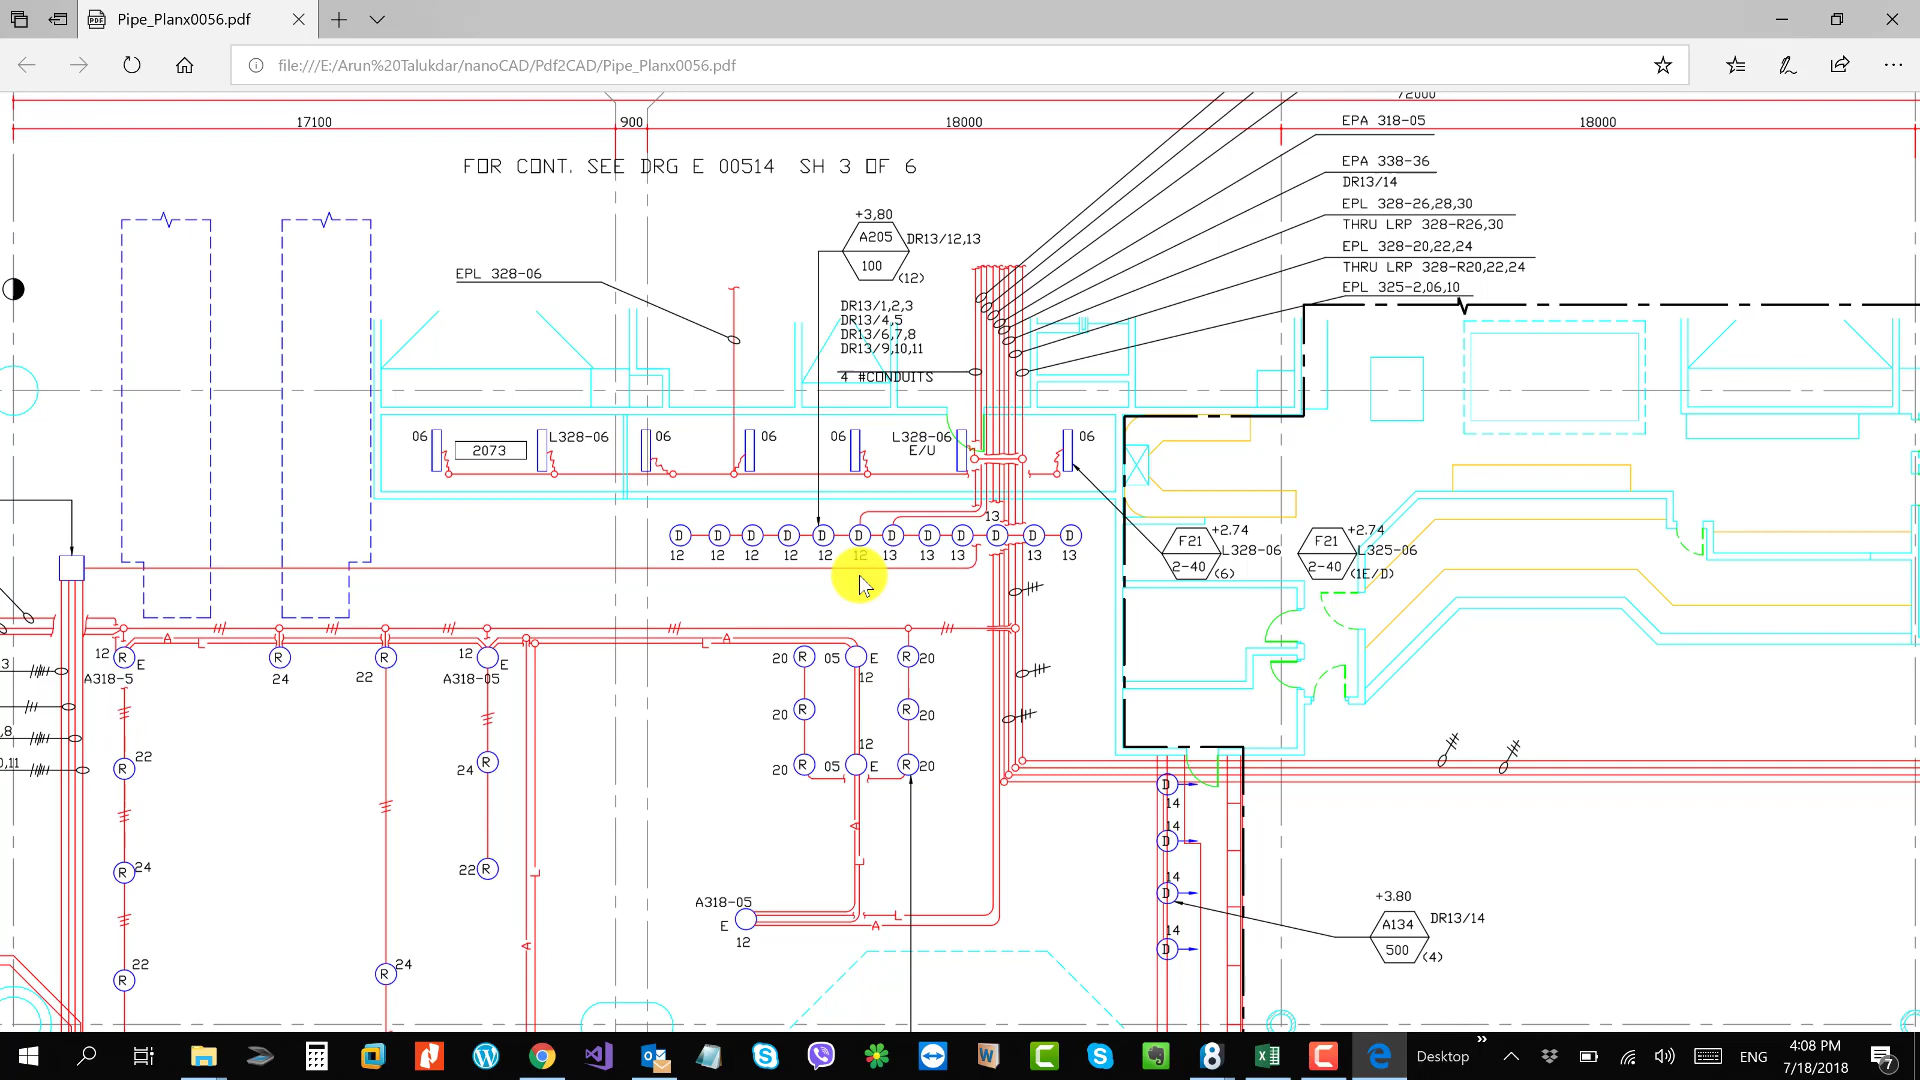 Pipe_Planx0056.pdf
file:///E:/Arun%20Talukdar/nanoCAD/Pdf2CAD/Pipe_Planx0056.pdf
72000
17100
900
18000
18000
EPA 318-05
FOR CONT. SEE DRG E 00514 SH 3 OF 6
EPA 338-36
DR13/14
EPL 328-26,28,30
THRU LRP 328-R26,30
EPL 328-20,22,24
THRU LRP 328-R20,22,24
EPL 325-2,06,10
+3,80
A205
100
DR13/12,13
(12)
EPL 328-06
DR13/1,2,3
DR13/4,5
DR13/6,7,8
DR13/9,10,11
4 #CONDUITS
06
2073
L328-06
06
06
06
L328-06
E/U
06
13
D D D D D D D D D D D D
12 12 12 12 12 12 13 13 13 13 13
+2.74
F21
2-40
L328-06
(6)
+2.74
F21
2-40
L325-06
(1E/D)
A L A L A
12 R E
A318-5
R
24
R
22
12 E
A318-05
20 R 05 E R 20
12
20 R R 20
12
20 R 05 E R 20
3
,8
0,11
R 22
24 R
R 24
22 R
R 22
R 24
A
L
L
A
A318-05
E
12
L
A
D
14
14
D
14
D
14
D
+3.80
A134
500
DR13/14
(4)
Desktop
ENG
4:08 PM
7/18/2018
7